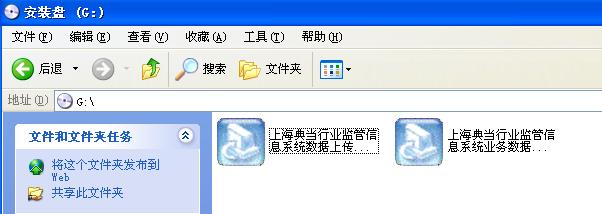 安装盘 (G:)
文件(F) 编辑(E) 查看(V) 收藏(A) 工具(T) 帮助(H)
后退 搜索 文件夹
地址(D) G:\
文件和文件夹任务
将这个文件夹发布到
Web
共享此文件夹
上海典当行业监管信
息系统数据上传...
上海典当行业监管信
息系统业务数据...